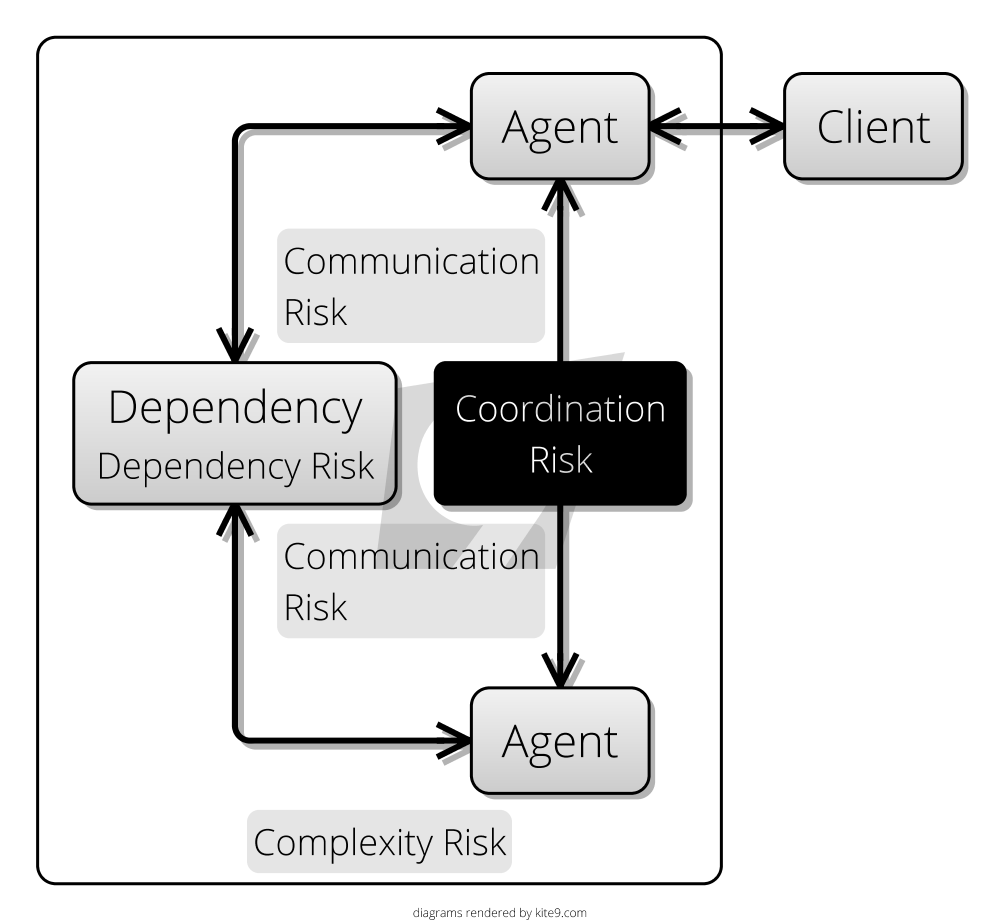 Agent
Client
Communication
Risk
Dependency
Dependency Risk
Coordination
Risk
Communication
Risk
Agent
Complexity Risk
diagrams rendered by kite9.com